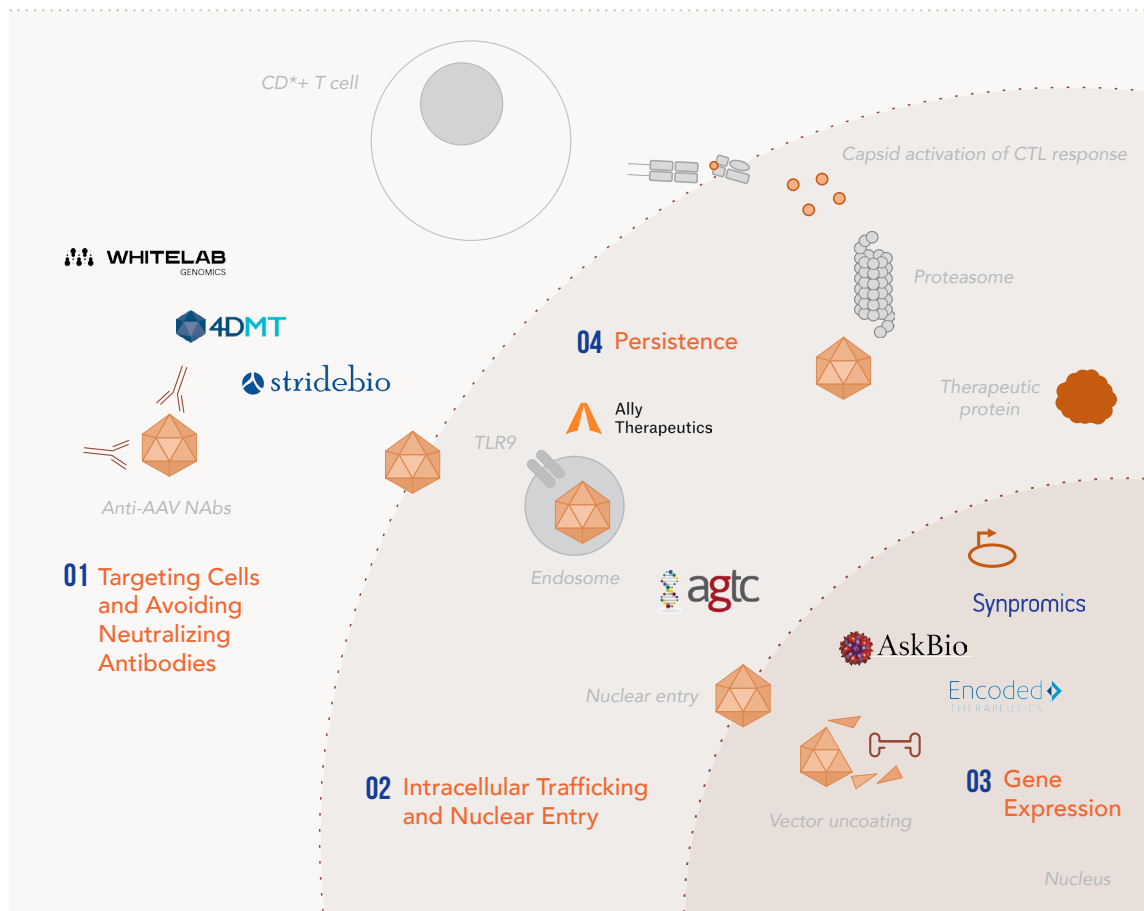 CD*+ T cell
Capsid activation of CTL response
WHITELAB
GENOMICS
Proteasome
4DMT
04 Persistence
stridebio
Therapeutic
protein
Ally
Therapeutics
TLR9
Anti-AAV NAbs
01 Targeting Cells
and Avoiding
Neutralizing
Antibodies
Endosome
agtc
Synpromics
AskBio
Nuclear entry
Encoded
THERAPEUTICS
02 Intracellular Trafficking
and Nuclear Entry
03 Gene
Expression
Vector uncoating
Nucleus